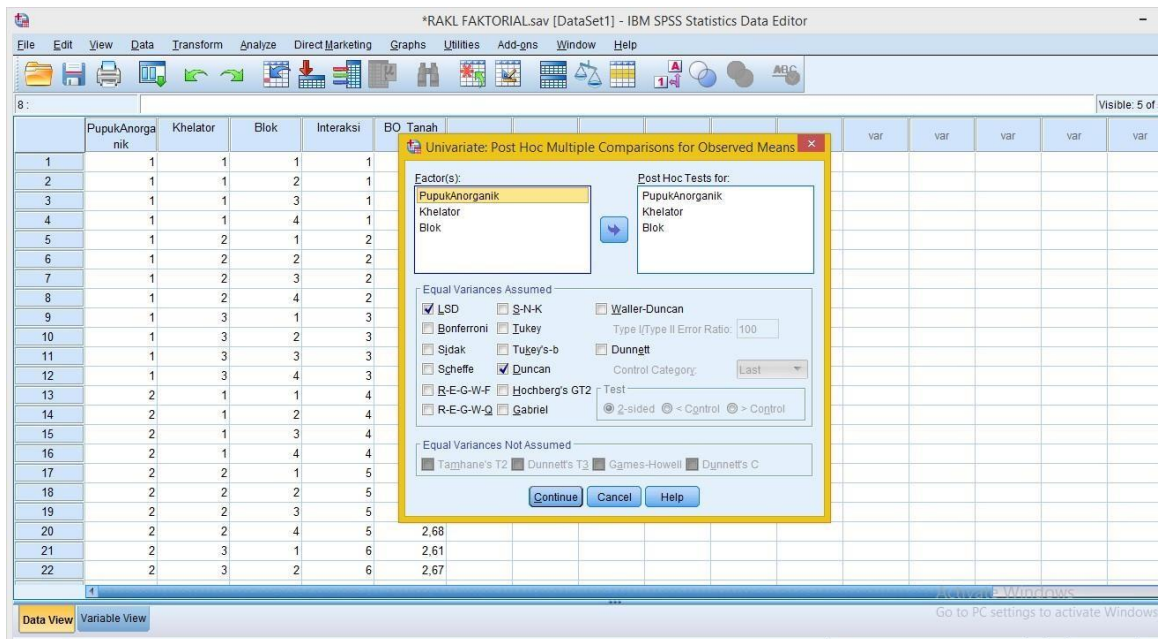 *RAKL FAKTORIAL.sav [DataSet1] - IBM SPSS Statistics Data Editor
File Edit View Data Transform Analyze Direct Marketing Graphs Utilities Add-ons Window Help
8 :
Visible: 5 of
PupukAnorganik Khelator Blok Interaksi BO_Tanah var var var var var
1 1 1 1 1
2 1 1 2 1
3 1 1 3 1
4 1 1 4 1
5 1 2 1 2
6 1 2 2 2
7 1 2 3 2
8 1 2 4 2
9 1 3 1 3
10 1 3 2 3
11 1 3 3 3
12 1 3 4 3
13 2 1 1 4
14 2 1 2 4
15 2 1 3 4
16 2 1 4 4
17 2 2 1 5
18 2 2 2 5
19 2 2 3 5
20 2 2 4 5 2,68
21 2 3 1 6 2,61
22 2 3 2 6 2,67
Univariate: Post Hoc Multiple Comparisons for Observed Means
Factor(s): Post Hoc Tests for:
PupukAnorganik PupukAnorganik
Khelator Khelator
Blok Blok
Equal Variances Assumed
LSD S-N-K Waller-Duncan
Bonferroni Tukey Type I/Type II Error Ratio: 100
Sidak Tukey's-b Dunnett
Scheffe Duncan Control Category: Last
R-E-G-W-F Hochberg's GT2 Test
R-E-G-W-Q Gabriel 2-sided < Control > Control
Equal Variances Not Assumed
Tamhane's T2 Dunnett's T3 Games-Howell Dunnett's C
Continue Cancel Help
Activate Windows
Go to PC settings to activate Windows
Data View Variable View